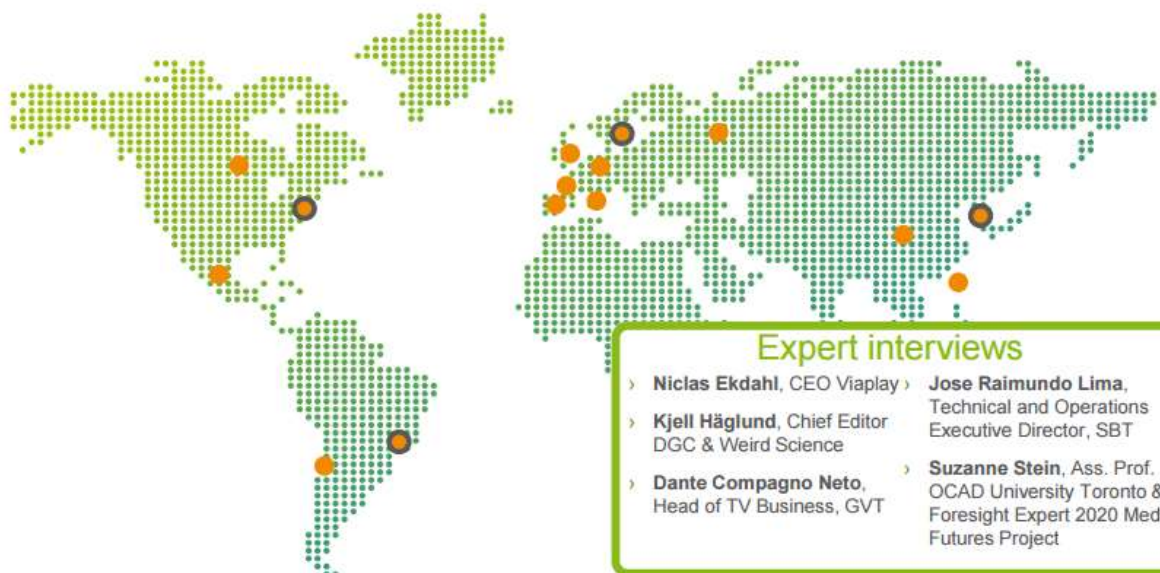 Expert interviews
› Niclas Ekdahl, CEO Viaplay
› Kjell Häglund, Chief Editor
DGC & Weird Science
› Dante Compagno Neto,
Head of TV Business, GVT
› Jose Raimundo Lima,
Technical and Operations
Executive Director, SBT
› Suzanne Stein, Ass. Prof.
OCAD University Toronto &
Foresight Expert 2020 Med
Futures Project